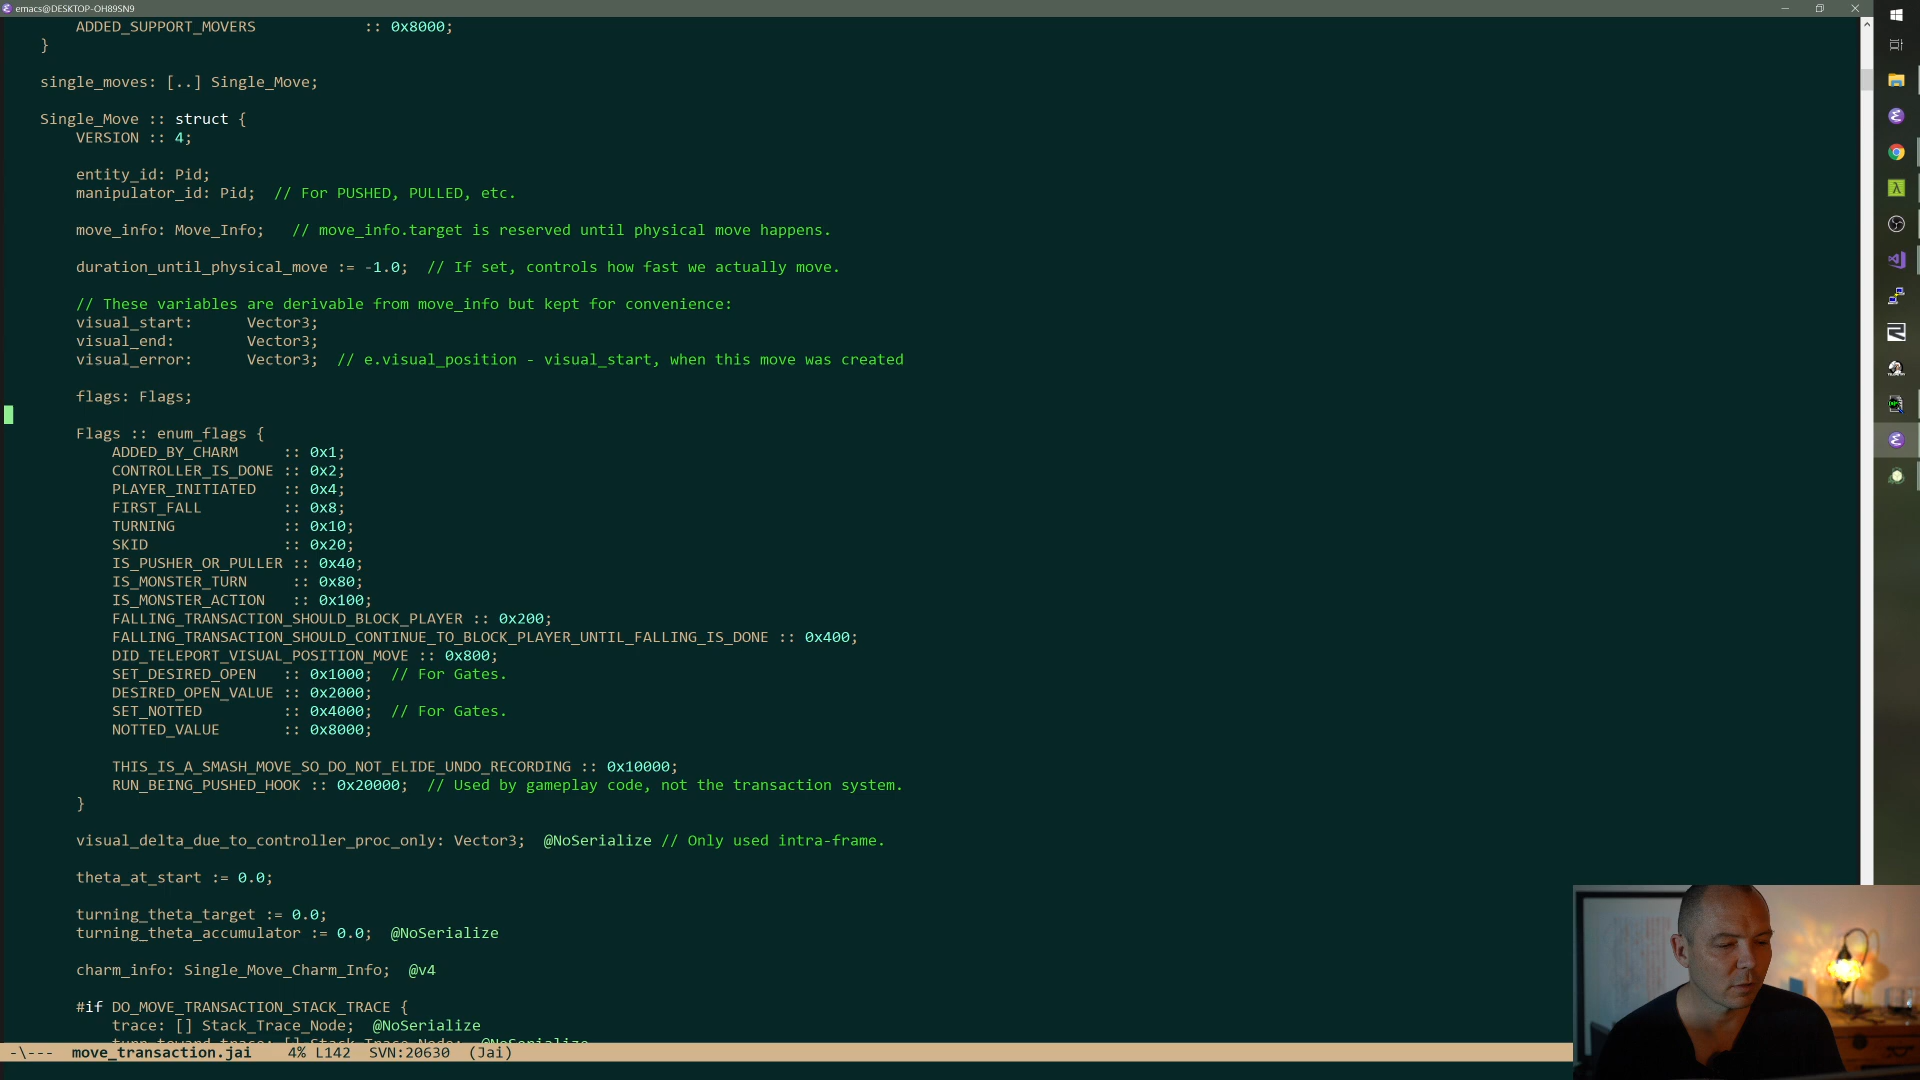 emacs@DESKTOP-OH89SN9
ADDED_SUPPORT_MOVERS :: 0x8000;
}
single_moves: [..] Single_Move;
Single_Move :: struct {
VERSION :: 4;
entity_id: Pid;
manipulator_id: Pid; // For PUSHED, PULLED, etc.
move_info: Move_Info; // move_info.target is reserved until physical move happens.
duration_until_physical_move := -1.0; // If set, controls how fast we actually move.
// These variables are derivable from move_info but kept for convenience:
visual_start: Vector3;
visual_end: Vector3;
visual_error: Vector3; // e.visual_position - visual_start, when this move was created
flags: Flags;
Flags :: enum_flags {
ADDED_BY_CHARM :: 0x1;
CONTROLLER_IS_DONE :: 0x2;
PLAYER_INITIATED :: 0x4;
FIRST_FALL :: 0x8;
TURNING :: 0x10;
SKID :: 0x20;
IS_PUSHER_OR_PULLER :: 0x40;
IS_MONSTER_TURN :: 0x80;
IS_MONSTER_ACTION :: 0x100;
FALLING_TRANSACTION_SHOULD_BLOCK_PLAYER :: 0x200;
FALLING_TRANSACTION_SHOULD_CONTINUE_TO_BLOCK_PLAYER_UNTIL_FALLING_IS_DONE :: 0x400;
DID_TELEPORT_VISUAL_POSITION_MOVE :: 0x800;
SET_DESIRED_OPEN :: 0x1000; // For Gates.
DESIRED_OPEN_VALUE :: 0x2000;
SET_NOTTED :: 0x4000; // For Gates.
NOTTED_VALUE :: 0x8000;
THIS_IS_A_SMASH_MOVE_SO_DO_NOT_ELIDE_UNDO_RECORDING :: 0x10000;
RUN_BEING_PUSHED_HOOK :: 0x20000; // Used by gameplay code, not the transaction system.
}
visual_delta_due_to_controller_proc_only: Vector3; @NoSerialize // Only used intra-frame.
theta_at_start := 0.0;
turning_theta_target := 0.0;
turning_theta_accumulator := 0.0; @NoSerialize
charm_info: Single_Move_Charm_Info; @v4
#if DO_MOVE_TRANSACTION_STACK_TRACE {
trace: [] Stack_Trace_Node; @NoSerialize
-\--- move_transaction.jai 4% L142 SVN:20630 (Jai)